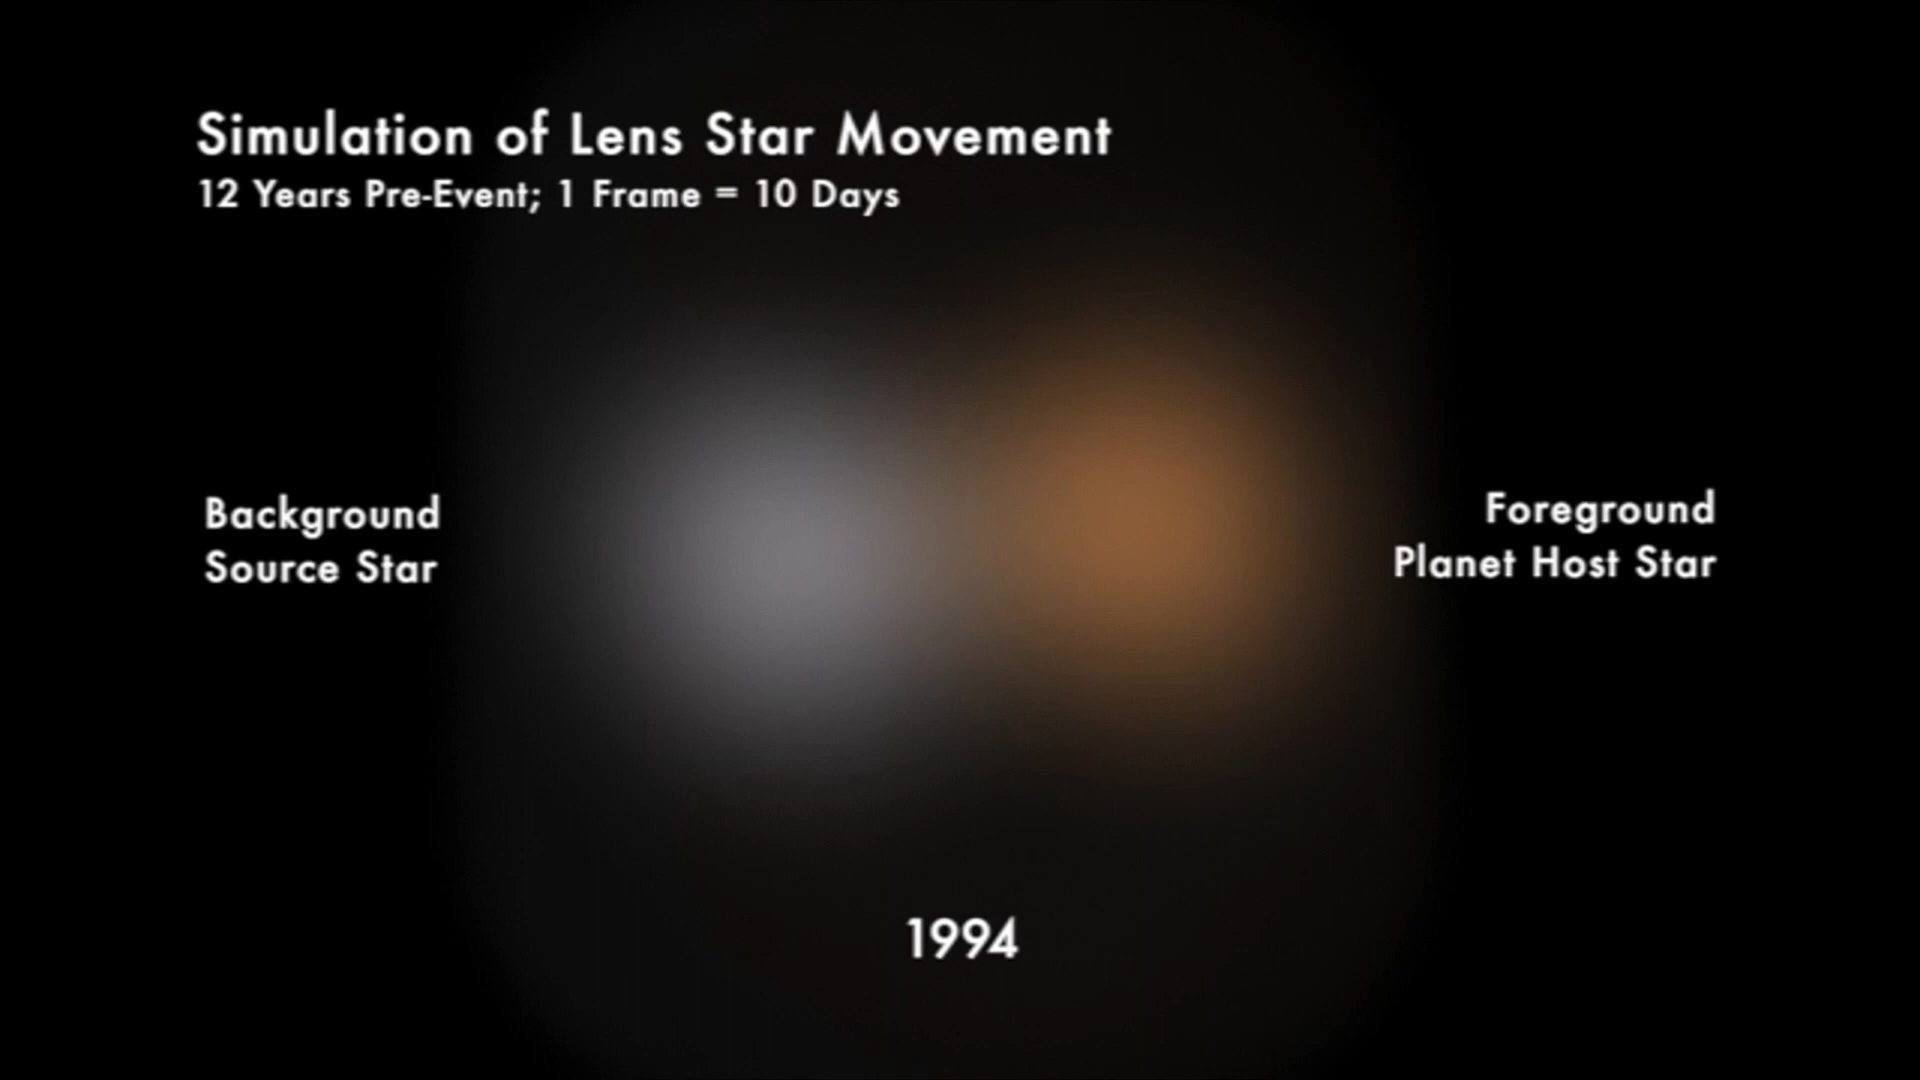 Simulation of Lens Star Movement
12 Years Pre-Event; 1 Frame = 10 Days
Background
Source Star
Foreground
Planet Host Star
1994